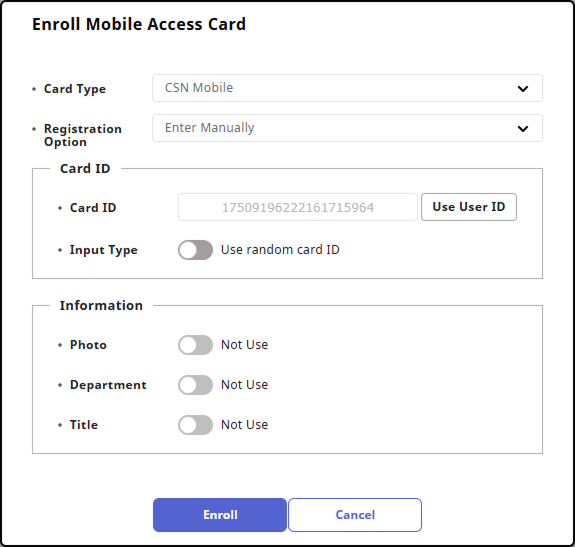 Enroll Mobile Access Card
Card Type
CSN Mobile
Registration
Option
Enter Manually
Card ID
Card ID
17509196222161715964
Use User ID
Input Type
Use random card ID
Information
Photo
Not Use
Department
Not Use
Title
Not Use
Enroll
Cancel